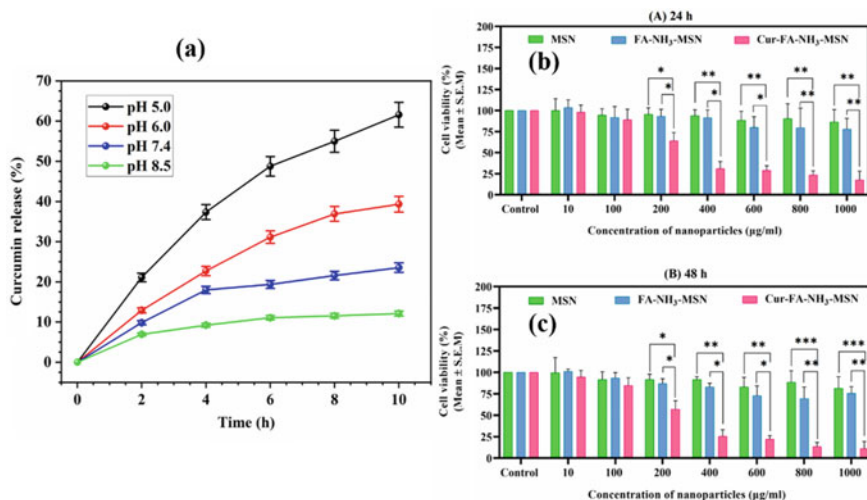 (a)
70
60
50
40
30
20
10
0
pH 5.0
pH 6.0
pH 7.4
pH 8.5
Curcumin release (%)
0 2 4 6 8 10
Time (h)
(A) 24 h
(b)
MSN FA-NH₃-MSN Cur-FA-NH₃-MSN
200
175
150
125
100
75
50
25
0
Cell viability (%)
(Mean ± S.E.M)
* ** ** ** **
* * * ** **
Control 10 100 200 400 600 800 1000
Concentration of nanoparticles (µg/ml)
(B) 48 h
(c)
MSN FA-NH₃-MSN Cur-FA-NH₃-MSN
200
175
150
125
100
75
50
25
0
Cell viability (%)
(Mean ± S.E.M)
* ** ** *** ***
* * * ** **
Control 10 100 200 400 600 800 1000
Concentration of nanoparticles (µg/ml)